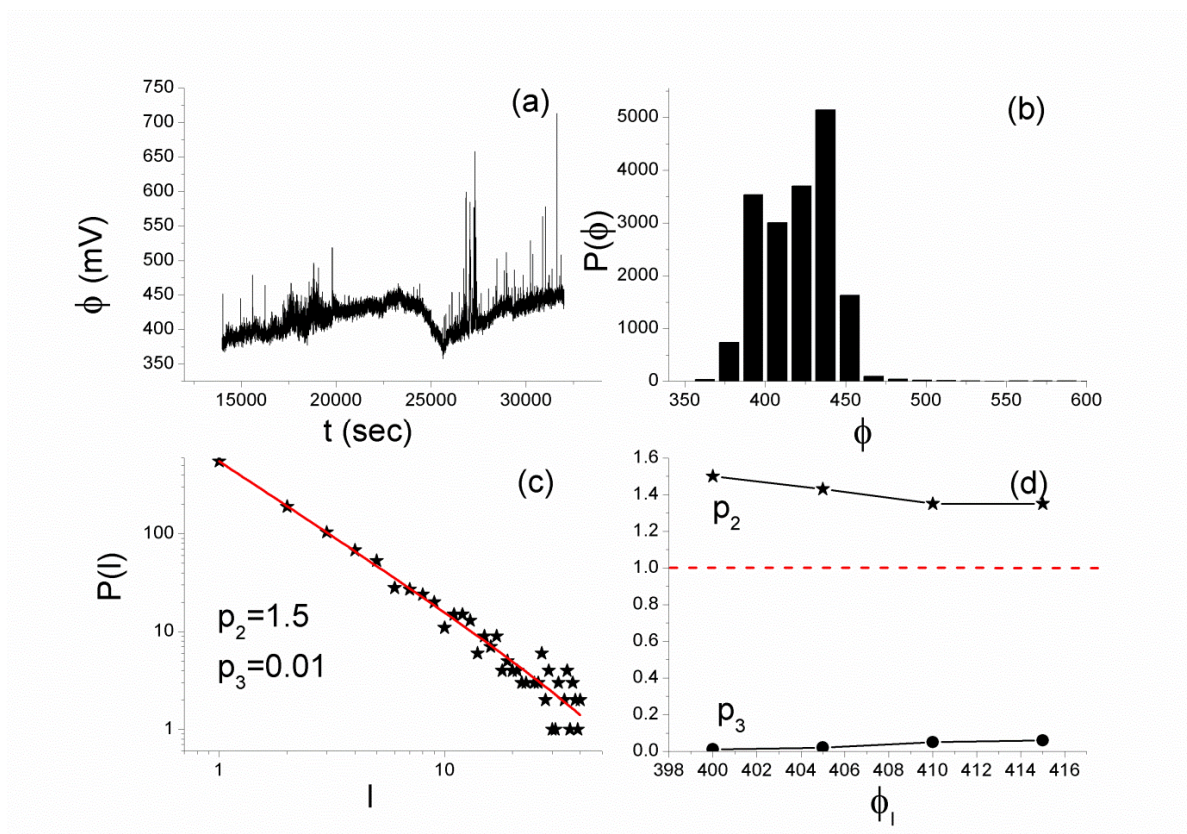 (a)
750
700
650
600
550
500
450
400
350
ϕ (mV)
15000 20000 25000 30000
t (sec)
(b)
5000
4000
3000
2000
1000
0
P(ϕ)
350 400 450 500 550 600
ϕ
(c)
100
10
1
P(l)
p2=1.5
p3=0.01
1 10
l
(d)
1.6
1.4
1.2
1.0
0.8
0.6
0.4
0.2
0.0
p2
p3
398 400 402 404 406 408 410 412 414 416
ϕl